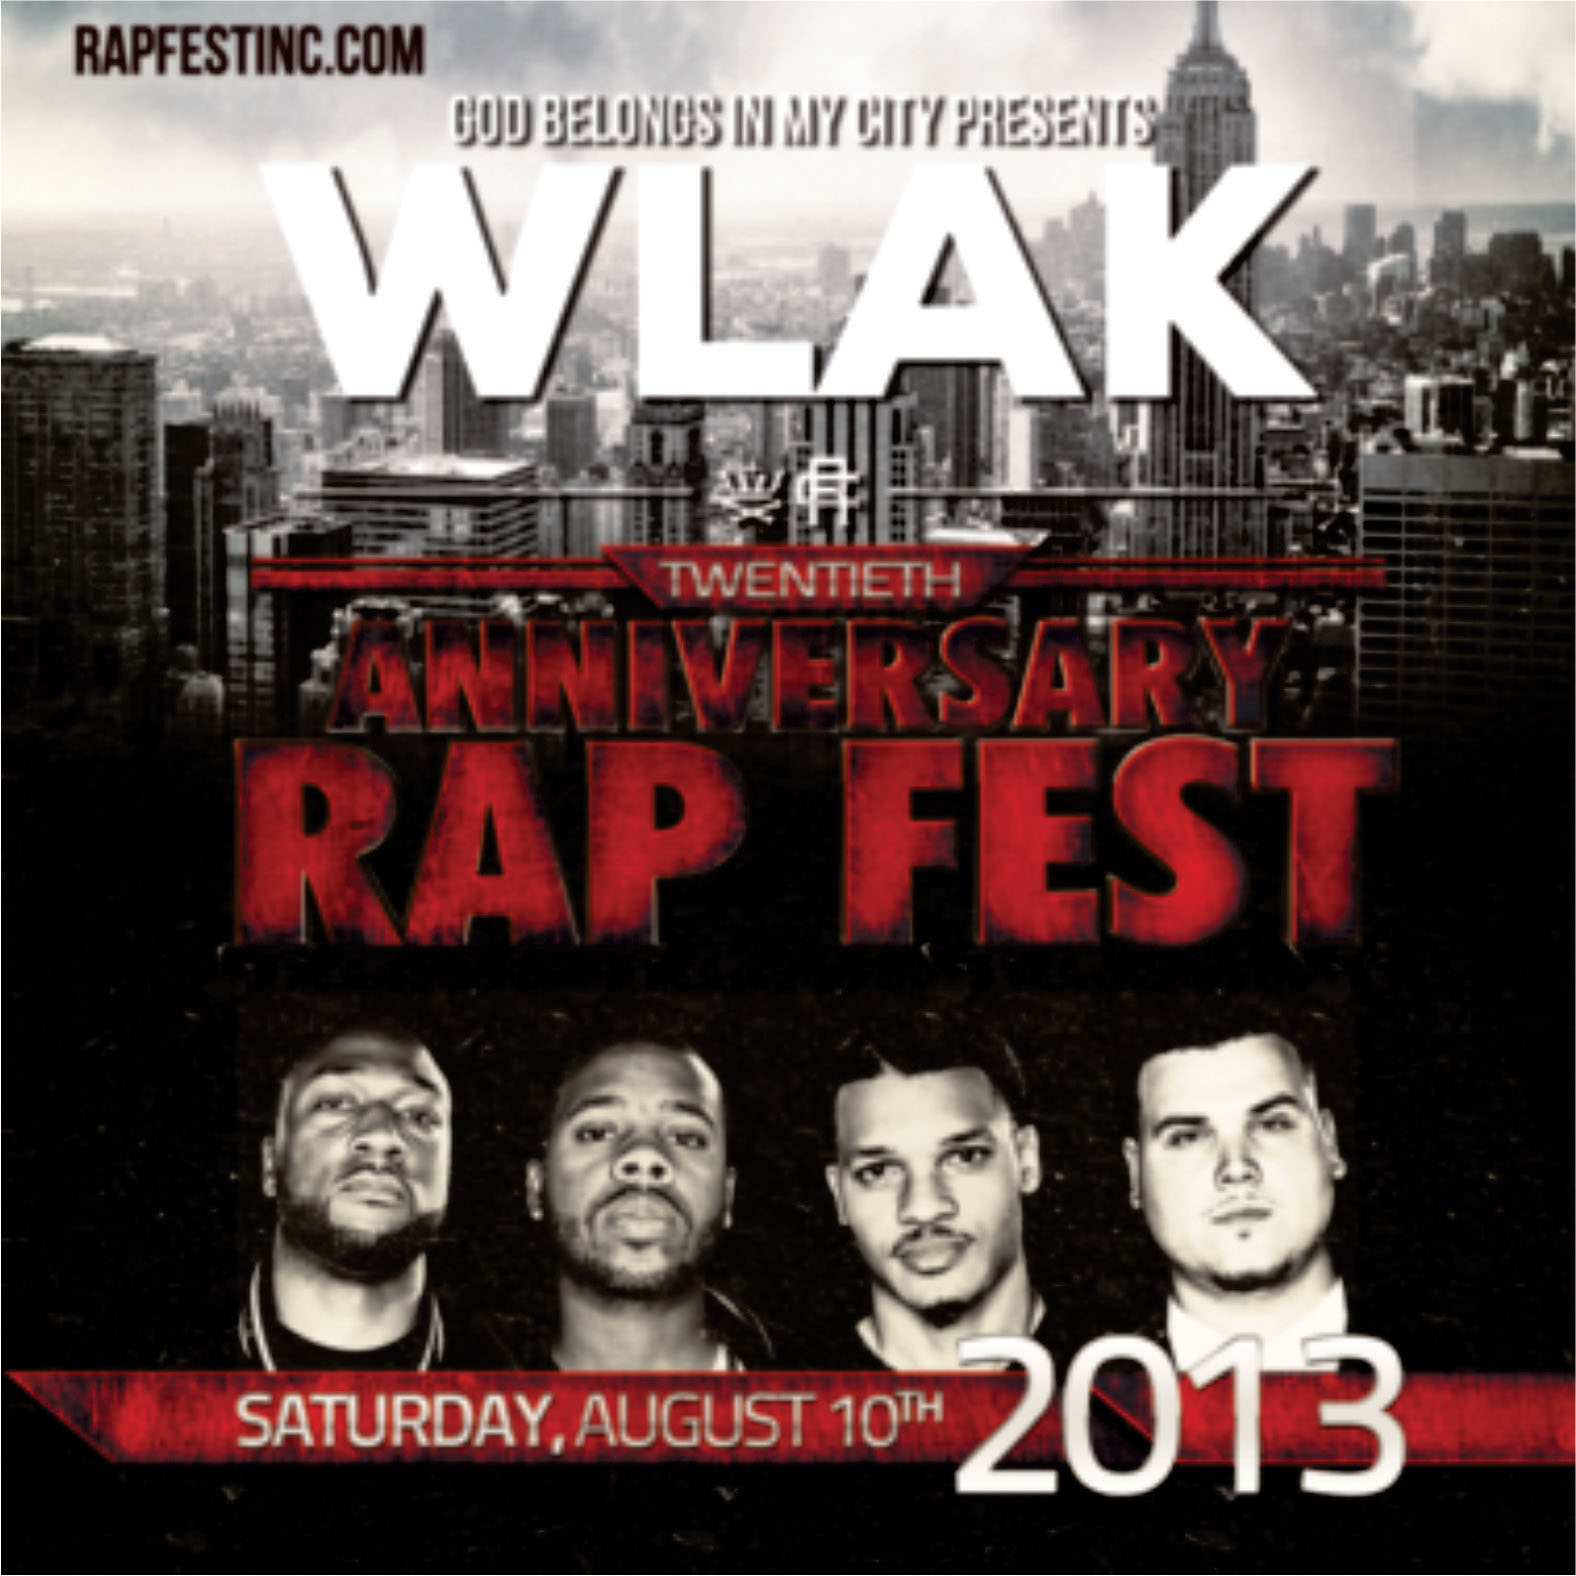 RAPFESTINC.COM
GOD BELONGS IN MY CITY PRESENTS
WLAK
TWENTIETH
ANNIVERSARY
RAP FEST
SATURDAY, AUGUST 10TH 2013